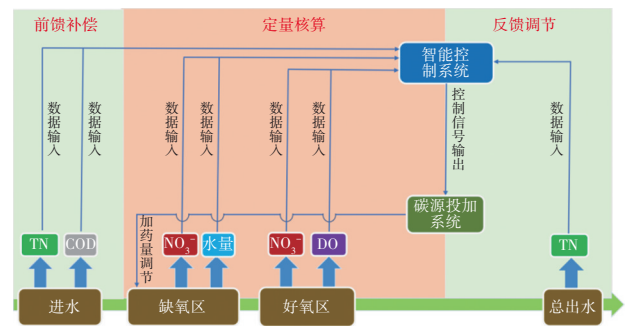 前馈补偿
定量核算
反馈调节
智能控
制系统
数据输入
数据输入
数据输入
数据输入
数据输入
数据输入
控制信号输出
数据输入
碳源投加
系统
加药量调节
TN
COD
NO₃⁻
水量
NO₃⁻
DO
TN
进水
缺氧区
好氧区
总出水